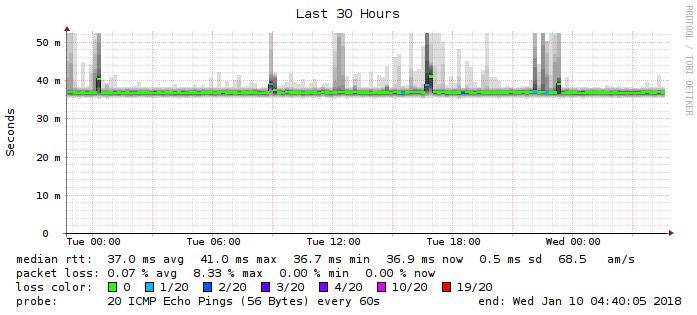 Last 30 Hours
RRDTOOL / TOBI OETIKER
Seconds
50 m
40 m
30 m
20 m
10 m
0
Tue 00:00 Tue 06:00 Tue 12:00 Tue 18:00 Wed 00:00
median rtt: 37.0 ms avg 41.0 ms max 36.7 ms min 36.9 ms now 0.5 ms sd 68.5 am/s
packet loss: 0.07 % avg 8.33 % max 0.00 % min 0.00 % now
loss color: 0 1/20 2/20 3/20 4/20 10/20 19/20
probe: 20 ICMP Echo Pings (56 Bytes) every 60s end: Wed Jan 10 04:40:05 2018